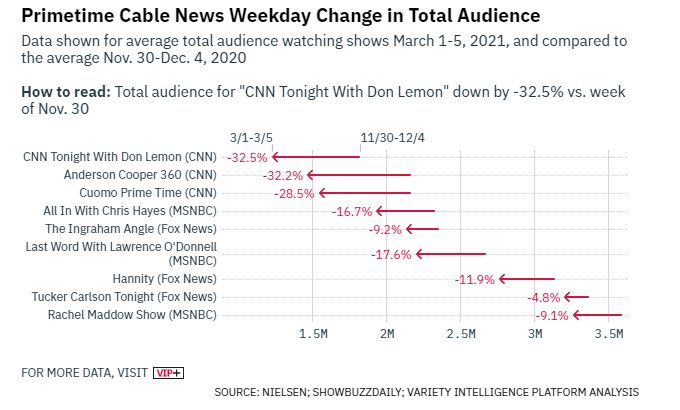 Primetime Cable News Weekday Change in Total Audience
Data shown for average total audience watching shows March 1-5, 2021, and compared to
the average Nov. 30-Dec. 4, 2020
How to read: Total audience for "CNN Tonight With Don Lemon" down by -32.5% vs. week
of Nov. 30
3/1-3/5 11/30-12/4
CNN Tonight With Don Lemon (CNN) -32.5%
Anderson Cooper 360 (CNN) -32.2%
Cuomo Prime Time (CNN) -28.5%
All In With Chris Hayes (MSNBC) -16.7%
The Ingraham Angle (Fox News) -9.2%
Last Word With Lawrence O'Donnell
(MSNBC) -17.6%
Hannity (Fox News) -11.9%
Tucker Carlson Tonight (Fox News) -4.8%
Rachel Maddow Show (MSNBC) -9.1%
1.5M 2M 2.5M 3M 3.5M
FOR MORE DATA, VISIT VIP+
SOURCE: NIELSEN; SHOWBUZZDAILY; VARIETY INTELLIGENCE PLATFORM ANALYSIS